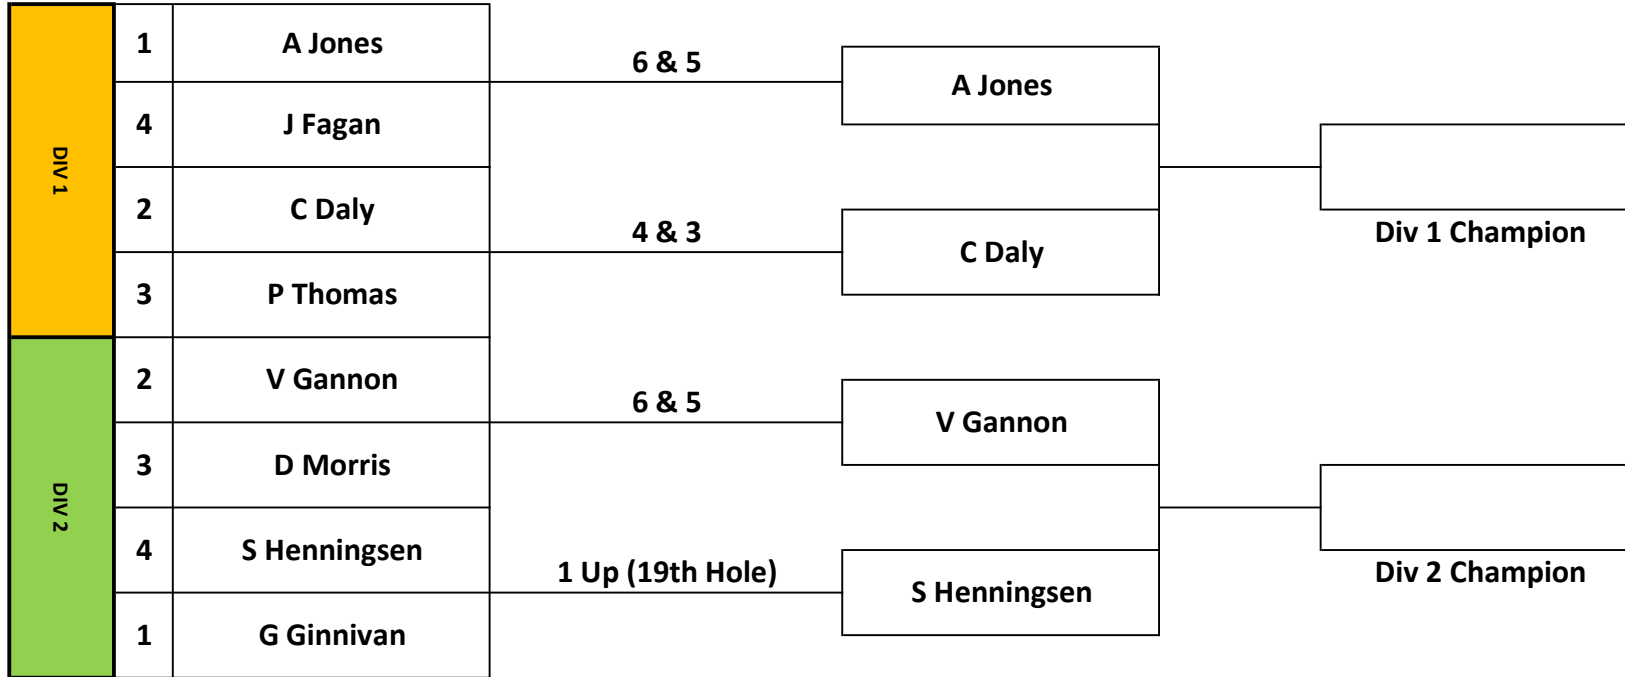 DIV 1
1 A Jones
6 & 5
A Jones
4 J Fagan
2 C Daly
4 & 3
C Daly
Div 1 Champion
3 P Thomas
DIV 2
2 V Gannon
6 & 5
V Gannon
3 D Morris
4 S Henningsen
1 Up (19th Hole)
S Henningsen
Div 2 Champion
1 G Ginnivan